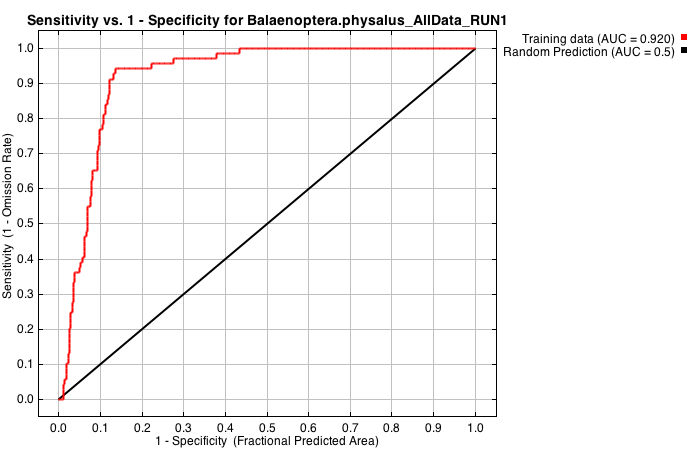 Sensitivity vs. 1 - Specificity for Balaenoptera.physalus_AllData_RUN1
Training data (AUC = 0.920)
Random Prediction (AUC = 0.5)
Sensitivity (1 - Omission Rate)
1.0
0.9
0.8
0.7
0.6
0.5
0.4
0.3
0.2
0.1
0.0
0.0 0.1 0.2 0.3 0.4 0.5 0.6 0.7 0.8 0.9 1.0
1 - Specificity (Fractional Predicted Area)